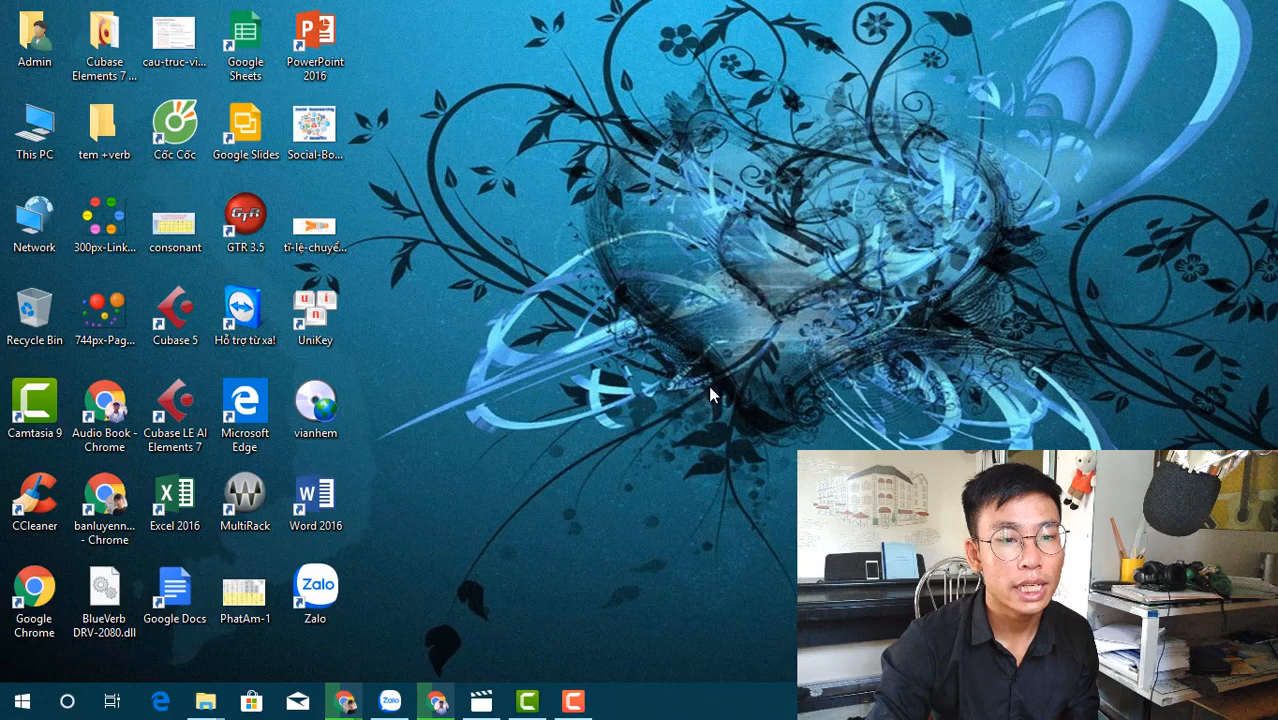 Admin
Cubase
Elements 7 ...
cau-truc-vi...
Google
Sheets
PowerPoint
2016
This PC
tem +verb
Cốc Cốc
Google Slides
Social-Bo...
Network
300px-Link...
consonant
GTR
GTR 3.5
tỉ-lệ-chuyể...
Recycle Bin
744px-Pag...
Cubase 5
Hỗ trợ từ xa!
u i
n
UniKey
Camtasia 9
Audio Book -
Chrome
Cubase LE AI
Elements 7
Microsoft
Edge
vianhem
CCleaner
banluyenn...
- Chrome
Excel 2016
MultiRack
Word 2016
Google
Chrome
BlueVerb
DRV-2080.dll
Google Docs
PhatAm-1
Zalo
Zalo
Zalo